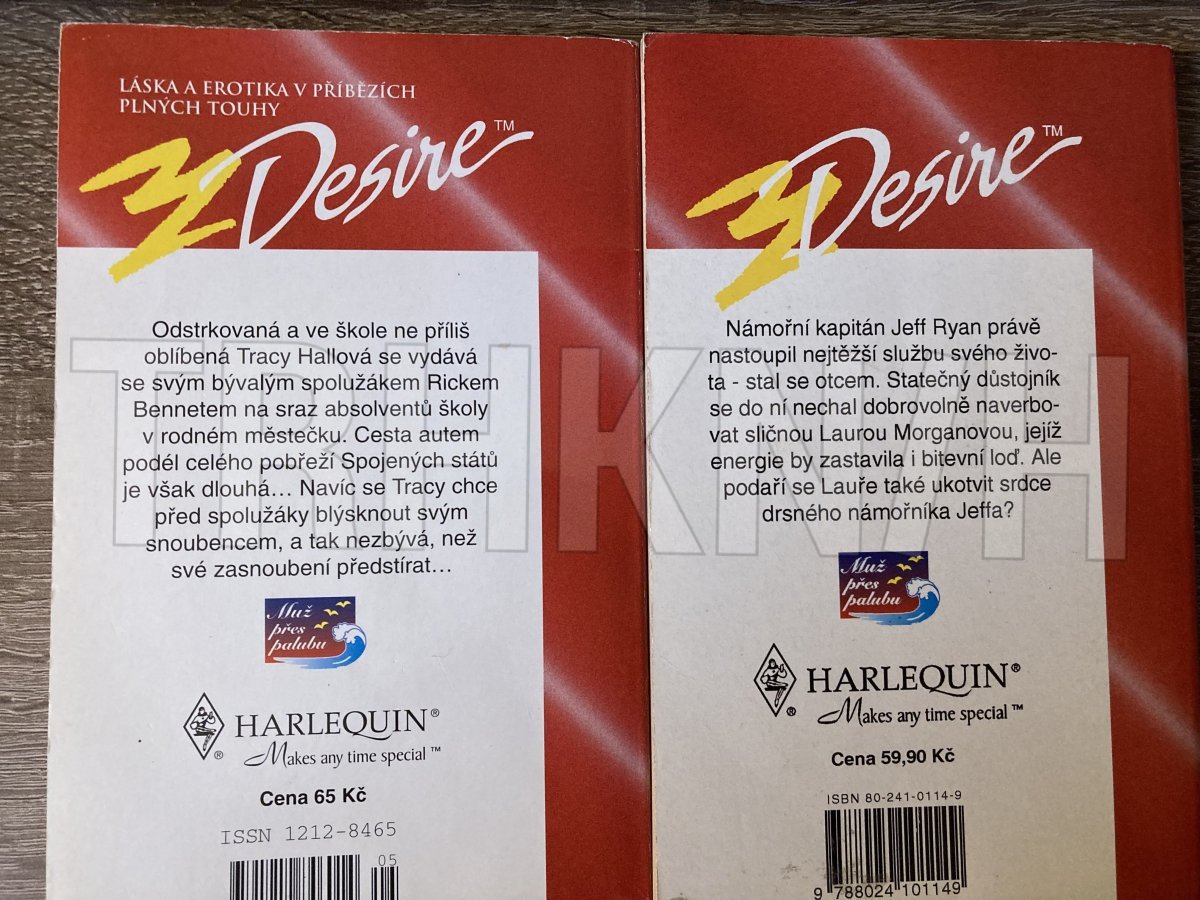 LÁSKA A EROTIKA V PŘÍBĚZÍCH
PLNÝCH TOUHY
Desire™
Odstrkovaná a ve škole ne příliš
oblíbená Tracy Hallová se vydává
se svým bývalým spolužákem Rickem
Bennetem na sraz absolventů školy
v rodném městečku. Cesta autem
podél celého pobřeží Spojených států
je však dlouhá... Navíc se Tracy chce
před spolužáky blýsknout svým
snoubencem, a tak nezbývá, než
své zasnoubení předstírat...
Muž
přes
palubu
HARLEQUIN®
®
Makes any time special™
Cena 65 Kč
ISSN 1212-8465
05
Desire™
Námořní kapitán Jeff Ryan právě
nastoupil nejtěžší službu svého živo-
ta - stal se otcem. Statečný důstojník
se do ní nechal dobrovolně naverbo-
vat sličnou Laurou Morganovou, jejíž
energie by zastavila i bitevní loď. Ale
podaří se Lauře také ukotvit srdce
drsného námořníka Jeffa?
Muž
přes
palubu
HARLEQUIN®
®
Makes any time special™
Cena 59,90 Kč
ISBN 80-241-0114-9
9 788024 101149
TRHKNIH